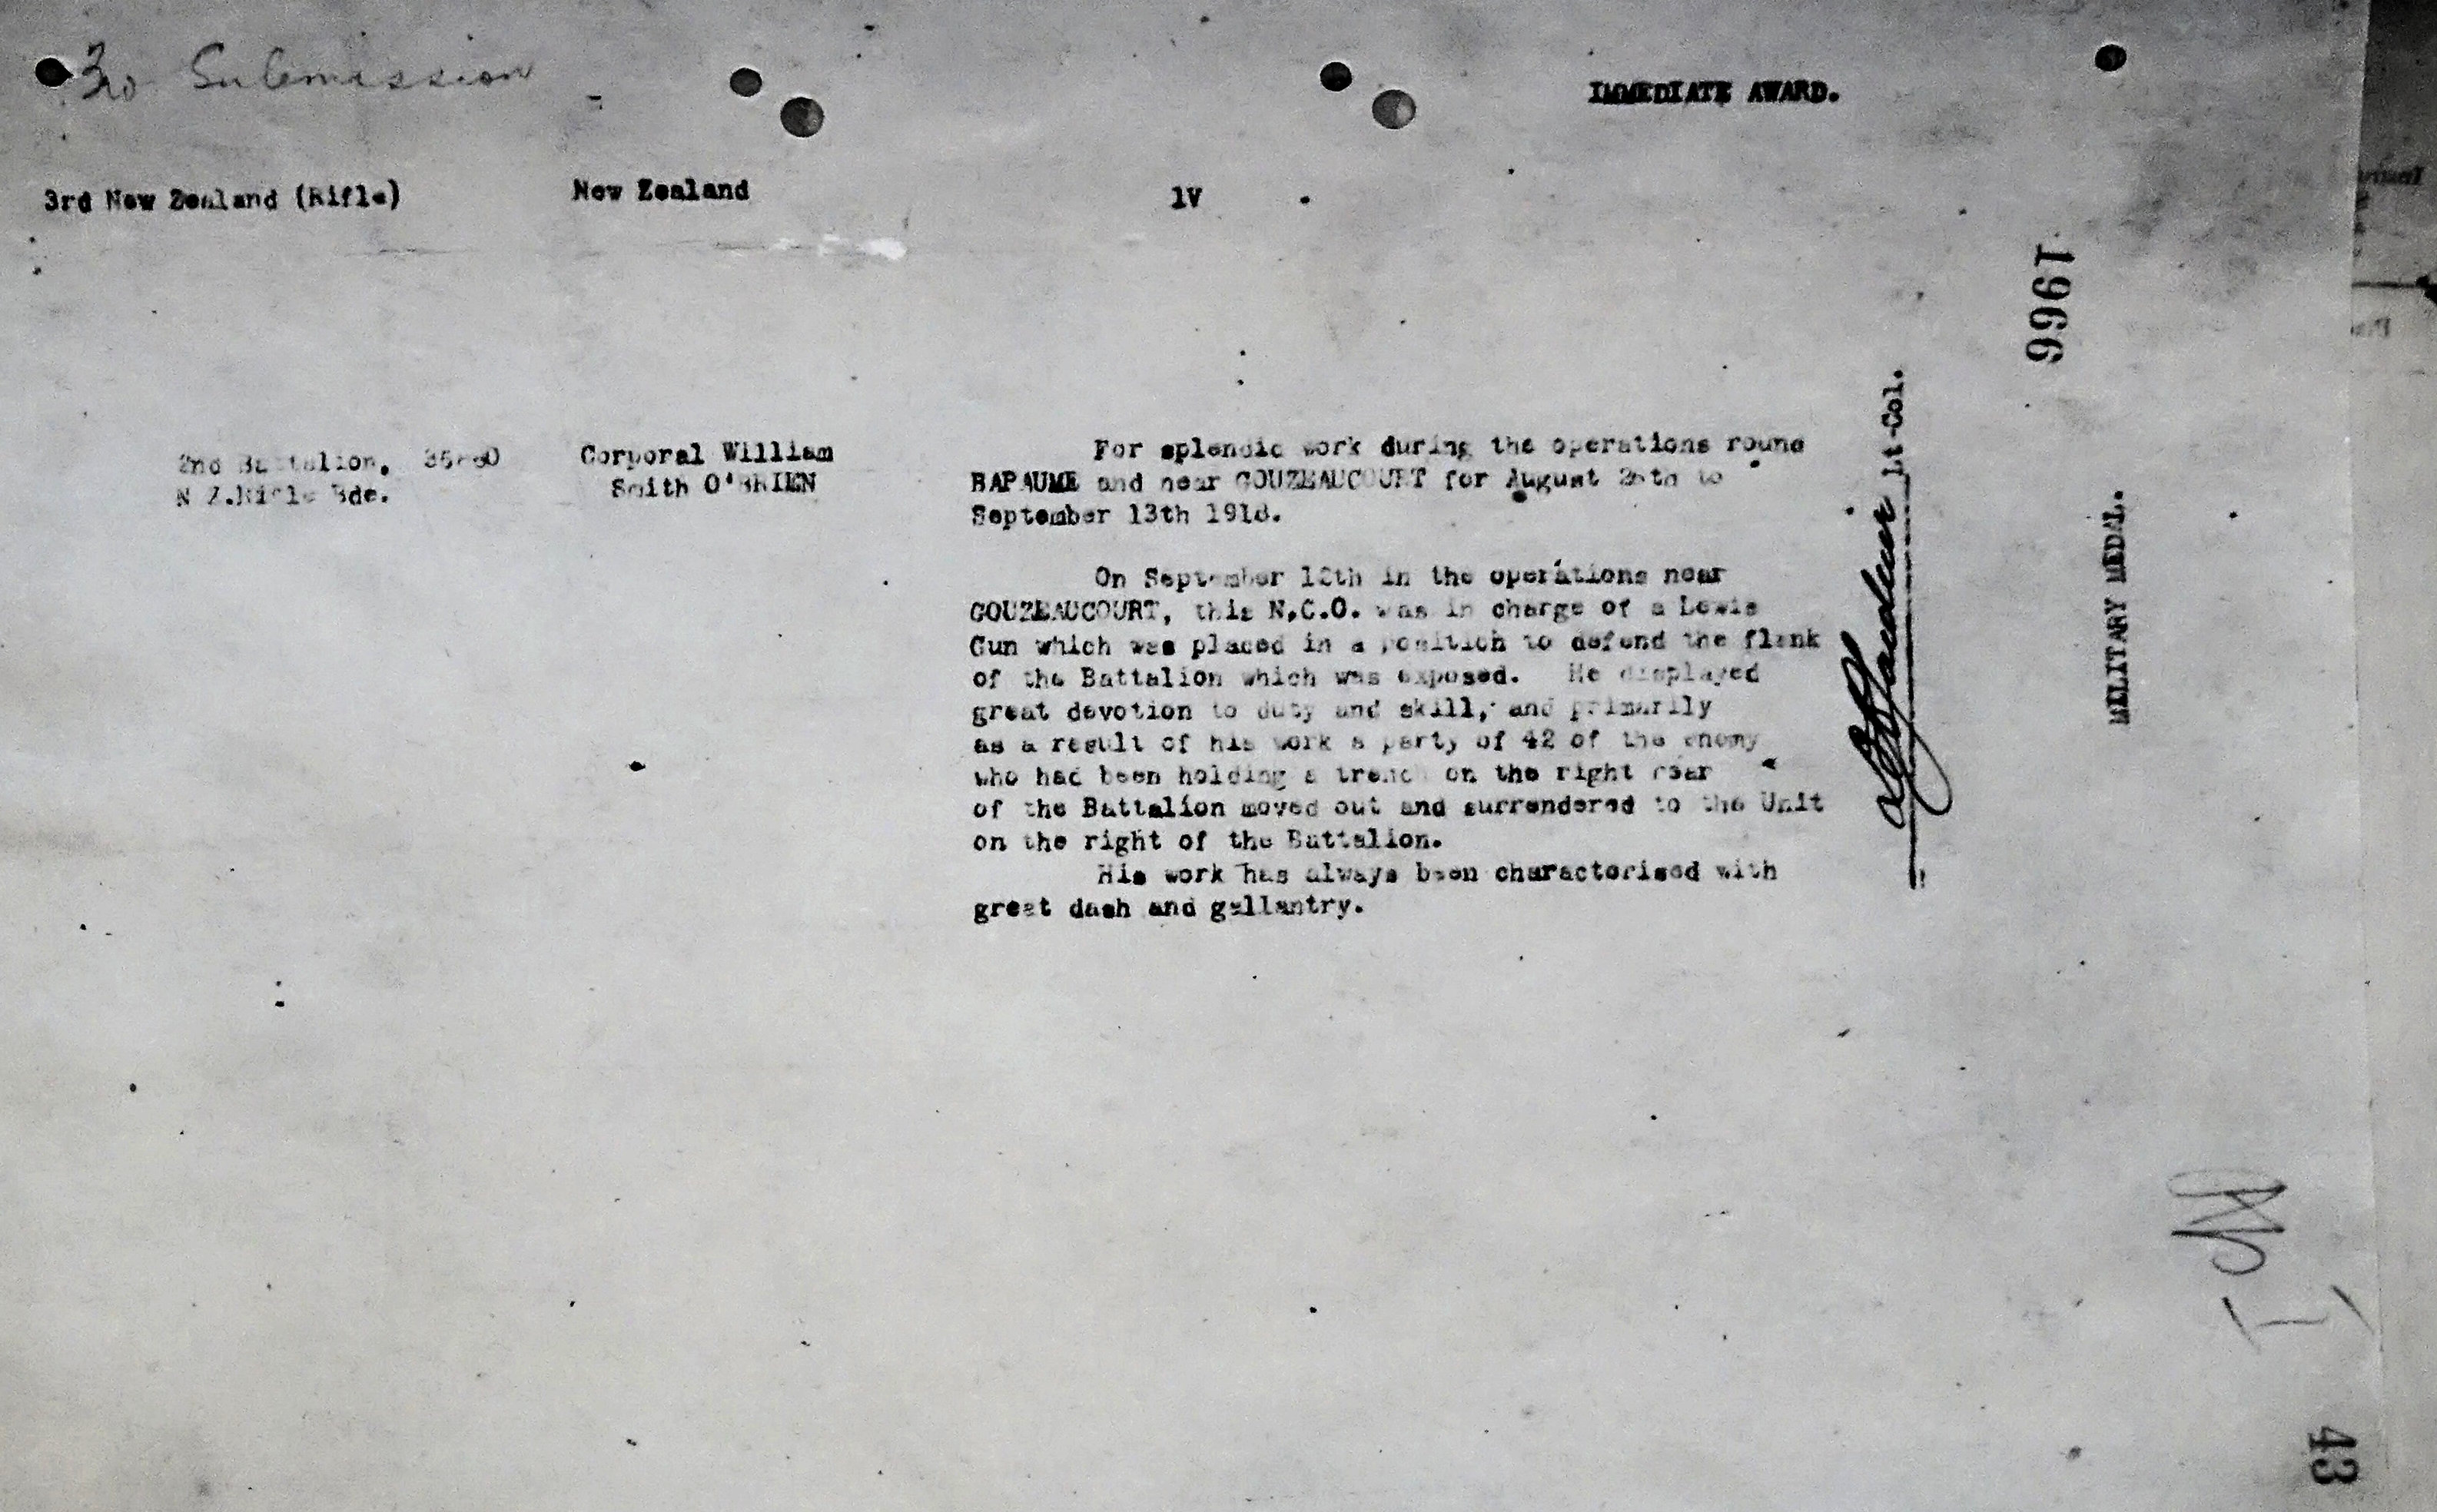 3rd Submission
IMMEDIATE AWARD.
3rd New Zealand (Rifle)
New Zealand
1V
1966
2nd Battalion,
N Z.Rifle Bde.
Corporal William
Smith O'BRIEN
For splendid work during the operations round
BAPAUME and near GOUZEAUCOURT for August to
September 13th 1918.
On September 12th in the operations near
GOUZEAUCOURT, this N.C.O. was in charge of a Lewis
Gun which was placed in a position to defend the flank
of the Battalion which was exposed. He displayed
great devotion to duty and skill, and primarily
as a result of his work a party of 42 of the enemy
who had been holding a trench on the right rear
of the Battalion moved out and surrendered to the Unit
on the right of the Battalion.
His work has always been characterised with
great dash and gallantry.
Lt-Col.
MILITARY MEDAL.
43